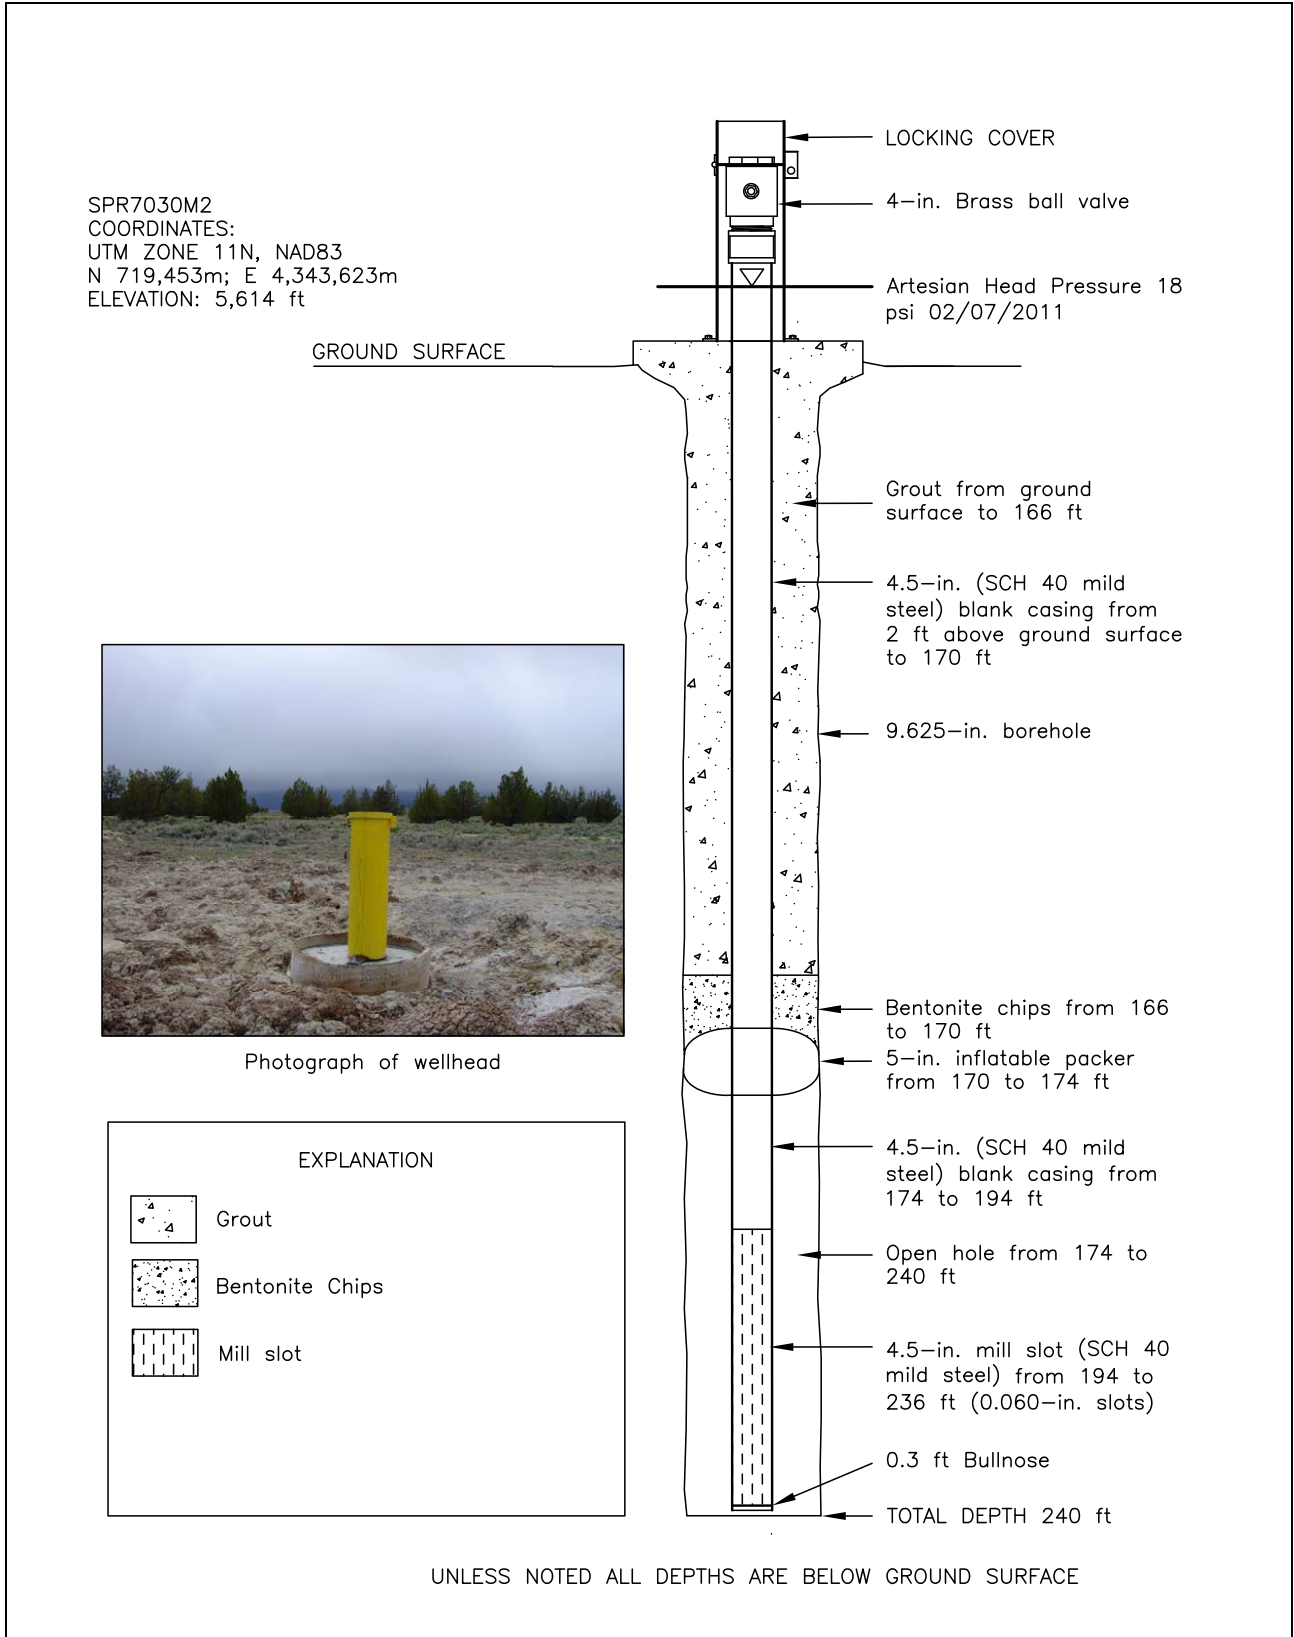 SPR7030M2
COORDINATES:
UTM ZONE 11N, NAD83
N 719,453m; E 4,343,623m
ELEVATION: 5,614 ft
LOCKING COVER
4-in. Brass ball valve
Artesian Head Pressure 18
psi 02/07/2011
GROUND SURFACE
Grout from ground
surface to 166 ft
4.5-in. (SCH 40 mild
steel) blank casing from
2 ft above ground surface
to 170 ft
9.625-in. borehole
Photograph of wellhead
Bentonite chips from 166
to 170 ft
5-in. inflatable packer
from 170 to 174 ft
4.5-in. (SCH 40 mild
steel) blank casing from
174 to 194 ft
Open hole from 174 to
240 ft
4.5-in. mill slot (SCH 40
mild steel) from 194 to
236 ft (0.060-in. slots)
0.3 ft Bullnose
TOTAL DEPTH 240 ft
EXPLANATION
Grout
Bentonite Chips
Mill slot
UNLESS NOTED ALL DEPTHS ARE BELOW GROUND SURFACE